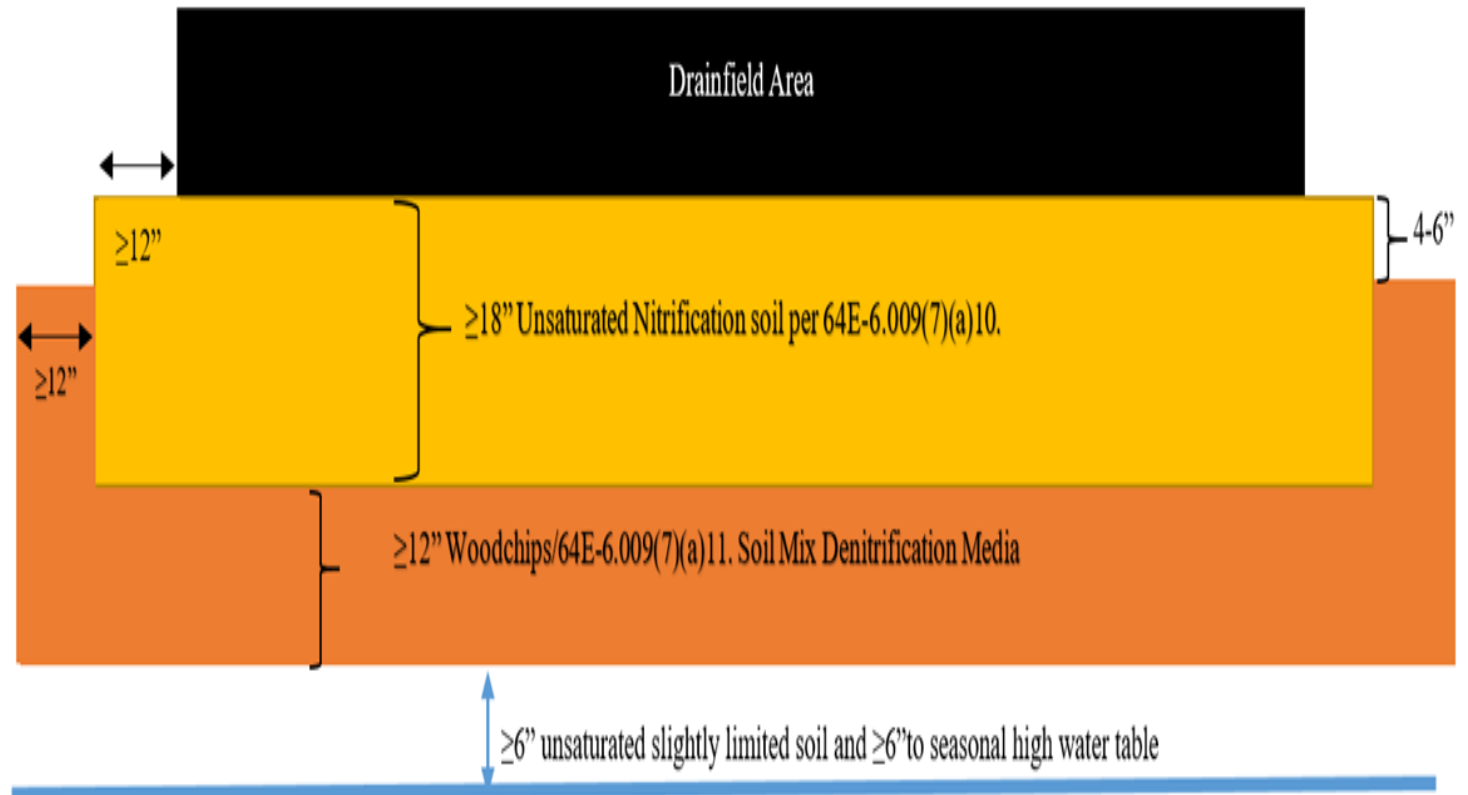 Drainfield Area
≥12”
4-6”
≥18” Unsaturated Nitrification soil per 64E-6.009(7)(a)10.
≥12”
≥12” Woodchips/64E-6.009(7)(a)11. Soil Mix Denitrification Media
≥6” unsaturated slightly limited soil and ≥6”to seasonal high water table